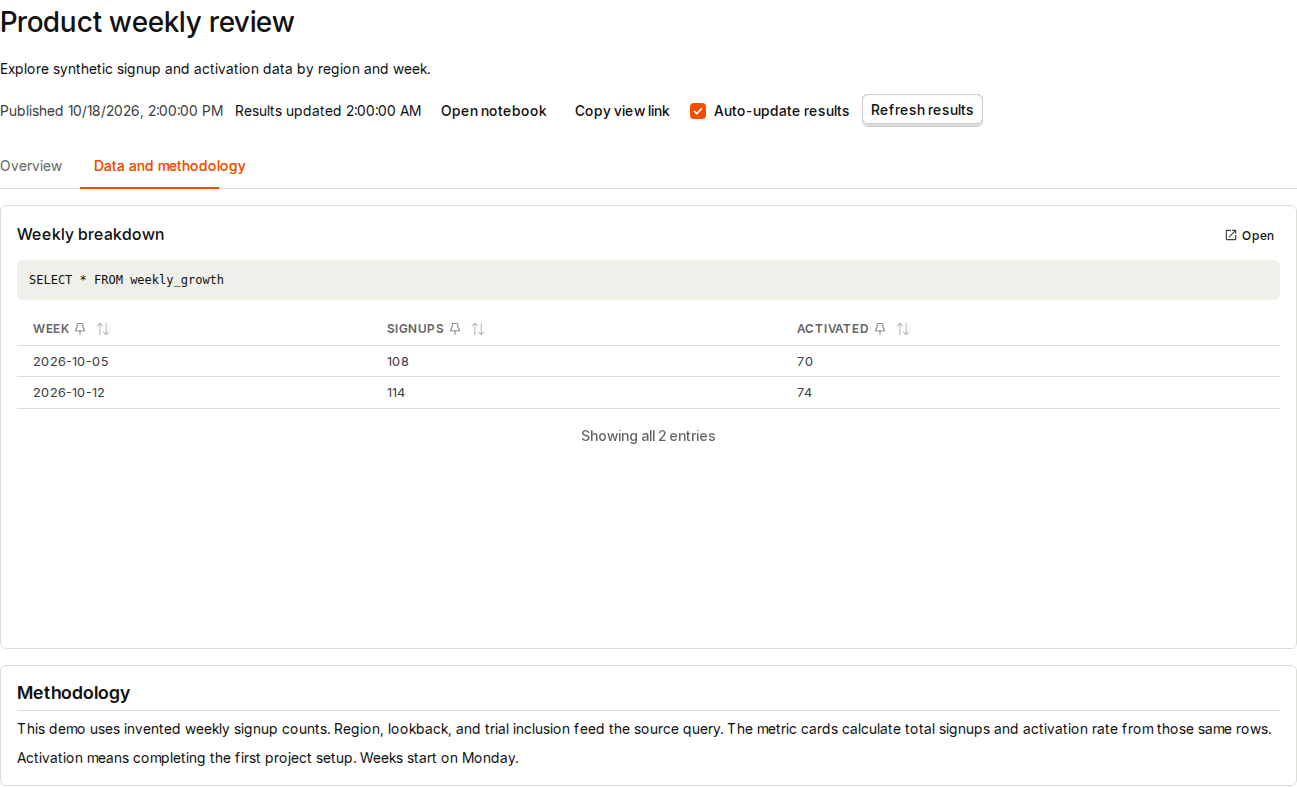 Product weekly review
Explore synthetic signup and activation data by region and week.
Published 10/18/2026, 2:00:00 PM Results updated 2:00:00 AM Open notebook Copy view link Auto-update results Refresh results
Overview Data and methodology
Weekly breakdown Open
SELECT * FROM weekly_growth
WEEK SIGNUPS ACTIVATED
2026-10-05 108 70
2026-10-12 114 74
Showing all 2 entries
Methodology
This demo uses invented weekly signup counts. Region, lookback, and trial inclusion feed the source query. The metric cards calculate total signups and activation rate from those same rows.
Activation means completing the first project setup. Weeks start on Monday.